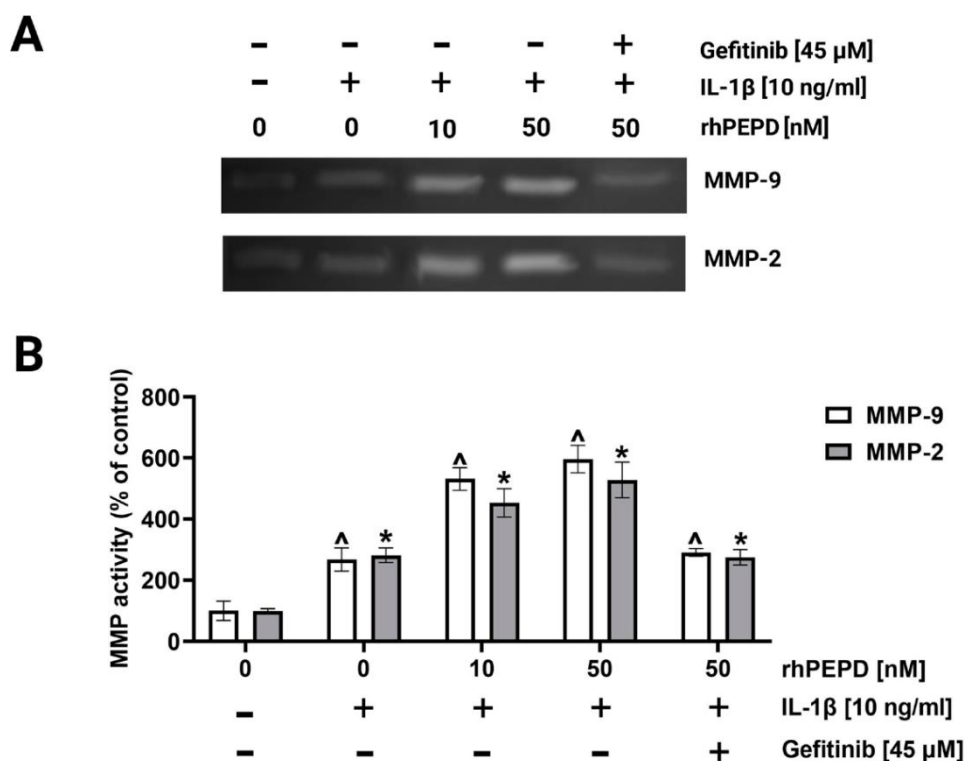 A
- - - - + Gefitinib [45 µM]
- + + + + IL-1β [10 ng/ml]
0 0 10 50 50 rhPEPD [nM]
MMP-9
MMP-2
B
MMP activity (% of control)
800
600
400
200
0
^ * ^ * ^ * ^ *
MMP-9
MMP-2
0 0 10 50 50 rhPEPD [nM]
- + + + + IL-1β [10 ng/ml]
- - - - + Gefitinib [45 µM]